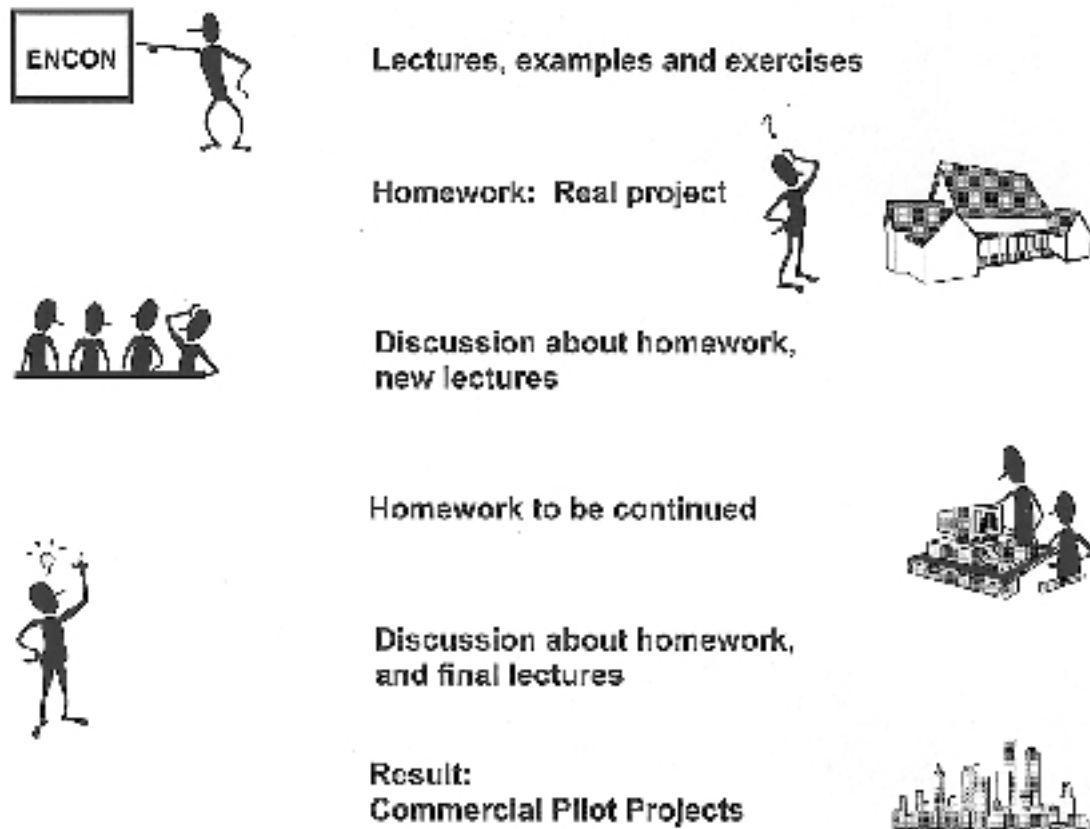 ENCON
Lectures, examples and exercises
?
Homework: Real project
Discussion about homework,
new lectures
Homework to be continued
Discussion about homework,
and final lectures
Result:
Commercial Pilot Projects